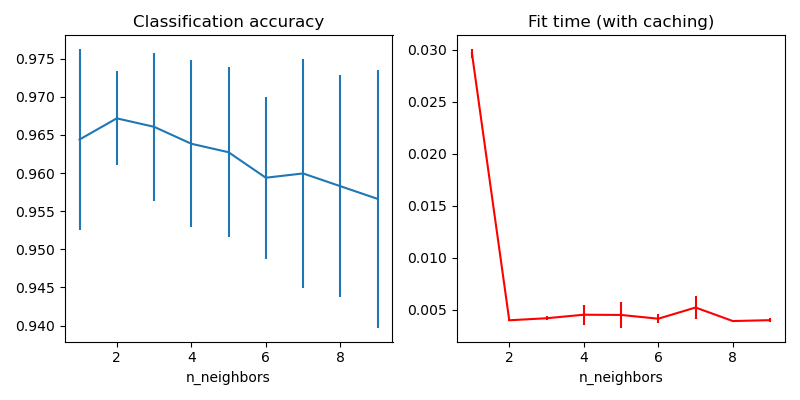 Classification accuracy
0.975
0.970
0.965
0.960
0.955
0.950
0.945
0.940
2 4 6 8
n_neighbors
Fit time (with caching)
0.030
0.025
0.020
0.015
0.010
0.005
2 4 6 8
n_neighbors